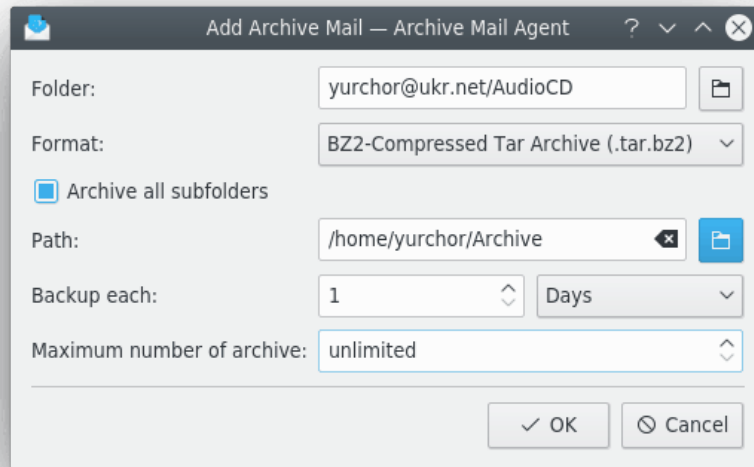 Add Archive Mail — Archive Mail Agent ?
Folder: yurchor@ukr.net/AudioCD
Format: BZ2-Compressed Tar Archive (.tar.bz2)
Archive all subfolders
Path: /home/yurchor/Archive
Backup each: 1 Days
Maximum number of archive: unlimited
OK Cancel